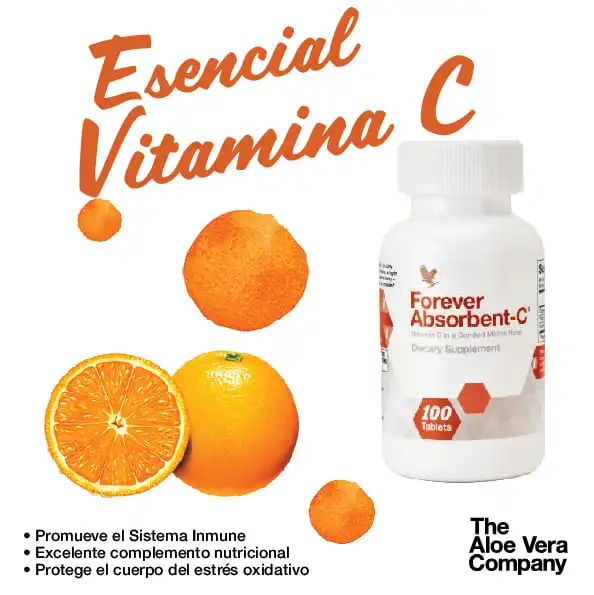 Esencial
Vitamina C
Forever
Absorbent-C
Dietary Supplement
100
Tablets
• Promueve el Sistema Inmune
• Excelente complemento nutricional
• Protege el cuerpo del estrés oxidativo
The
Aloe Vera
Company